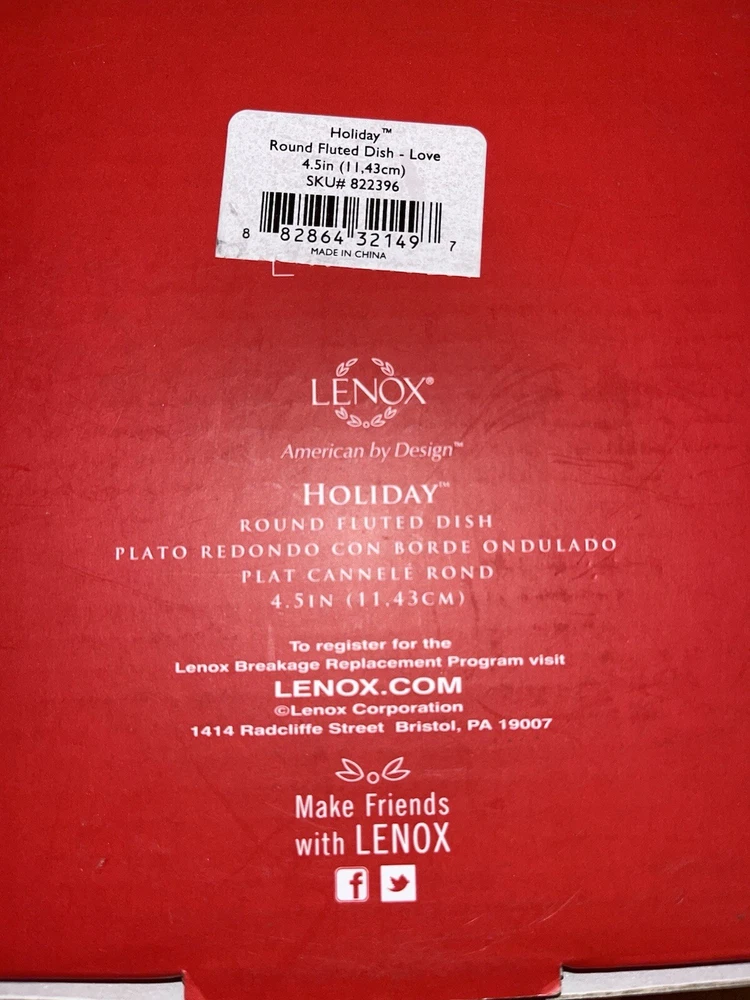 Holiday™
Round Fluted Dish - Love
4.5in (11,43cm)
SKU# 822396
8 82864 32149 7
MADE IN CHINA
LENOX®
American by Design™
HOLIDAY™
ROUND FLUTED DISH
PLATO REDONDO CON BORDE ONDULADO
PLAT CANNELÉ ROND
4.5IN (11,43CM)
To register for the
Lenox Breakage Replacement Program visit
LENOX.COM
©Lenox Corporation
1414 Radcliffe Street Bristol, PA 19007
Make Friends
with LENOX
f